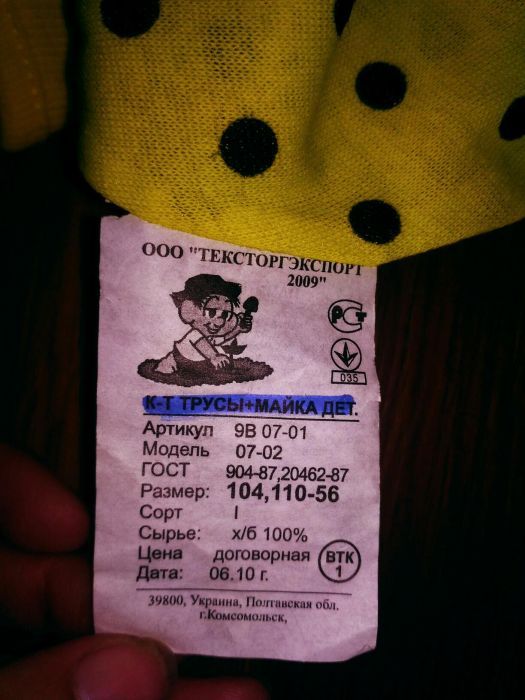 ООО "ТЕКСТОРГЭКСПОРТ
2009"
РСТ
035
К-Т ТРУСЫ+МАЙКА ДЕТ.
Артикул 9В 07-01
Модель 07-02
ГОСТ 904-87,20462-87
Размер: 104,110-56
Сорт I
Сырье: х/б 100%
Цена договорная
Дата: 06.10 г.
ВТК
1
39800, Украина, Полтавская обл.
г.Комсомольск,